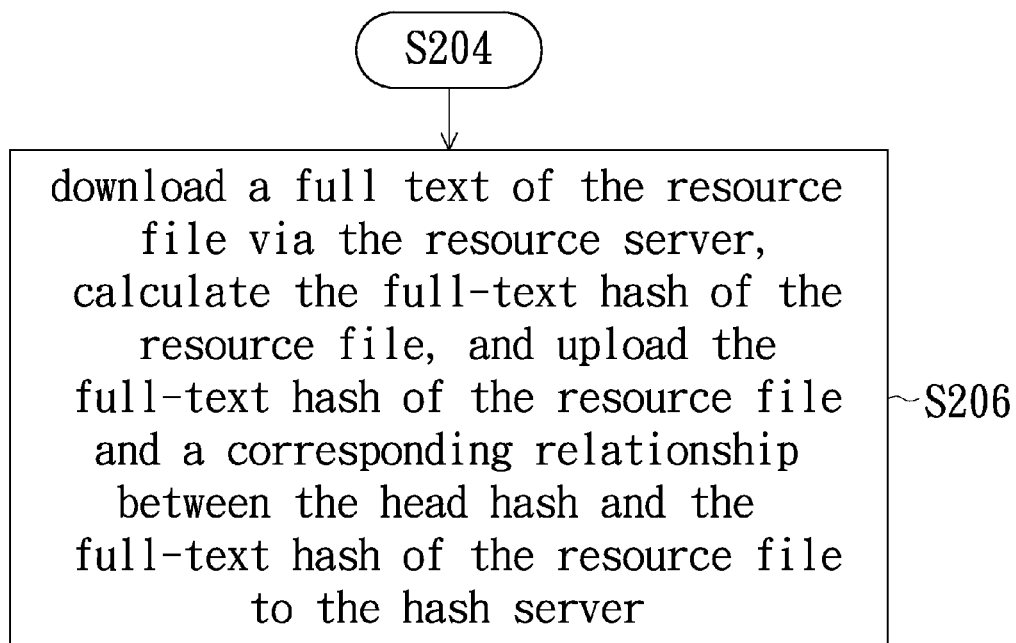 S204
download a full text of the resource
file via the resource server,
calculate the full-text hash of the
resource file, and upload the
full-text hash of the resource file
and a corresponding relationship
between the head hash and the
full-text hash of the resource file
to the hash server
S206